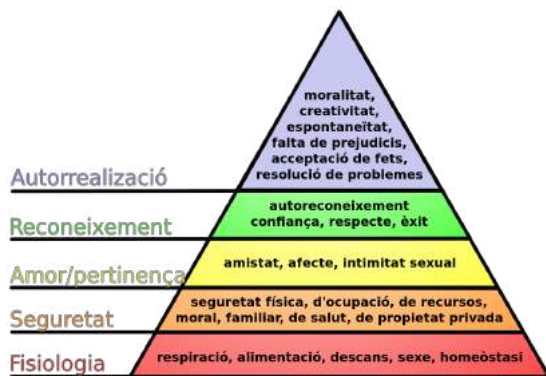 moralitat,
creativitat,
espontaneïtat,
falta de prejudicis,
acceptació de fets,
resolució de problemes
Autorrealizació
autoreconeixement
confiança, respecte, èxit
Reconeixement
amistat, afecte, intimitat sexual
Amor/pertinença
seguretat física, d'ocupació, de recursos,
moral, familiar, de salut, de propietat privada
Seguretat
respiració, alimentació, descans, sexe, homeòstasi
Fisiologia